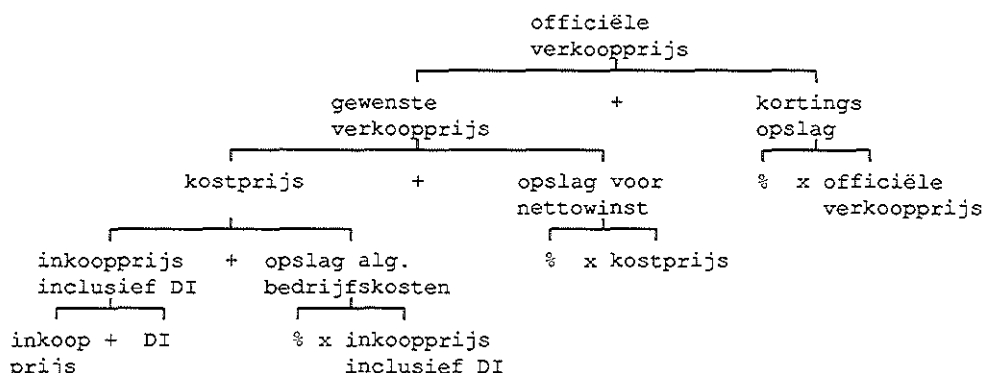 officiële
verkoopprijs
gewenste + kortings
verkoopprijs opslag
kostprijs + opslag voor % x officiële
nettowinst verkoopprijs
inkoopprijs + opslag alg. % x kostprijs
inclusief DI bedrijfskosten
inkoop + DI % x inkoopprijs
prijs inclusief DI